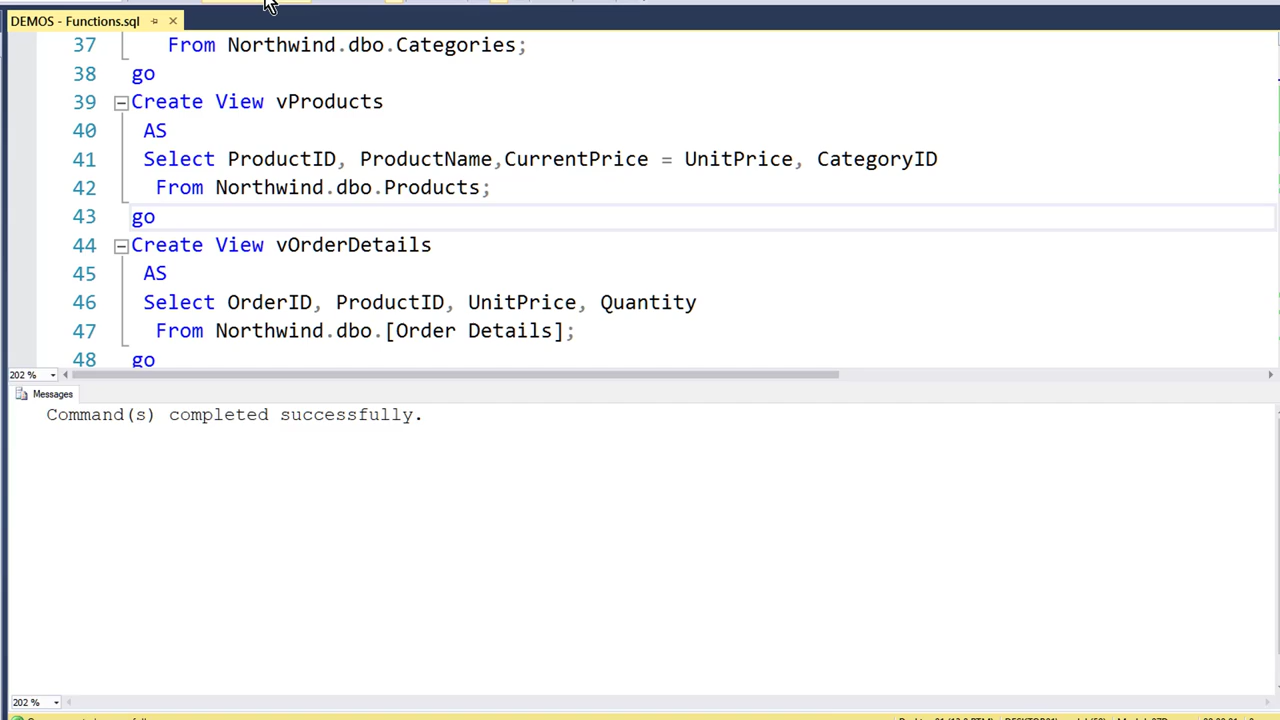 DEMOS - Functions.sql
37 From Northwind.dbo.Categories;
38 go
39 Create View vProducts
40 AS
41 Select ProductID, ProductName,CurrentPrice = UnitPrice, CategoryID
42 From Northwind.dbo.Products;
43 go
44 Create View vOrderDetails
45 AS
46 Select OrderID, ProductID, UnitPrice, Quantity
47 From Northwind.dbo.[Order Details];
48 go
202 %
Messages
Command(s) completed successfully.
202 %